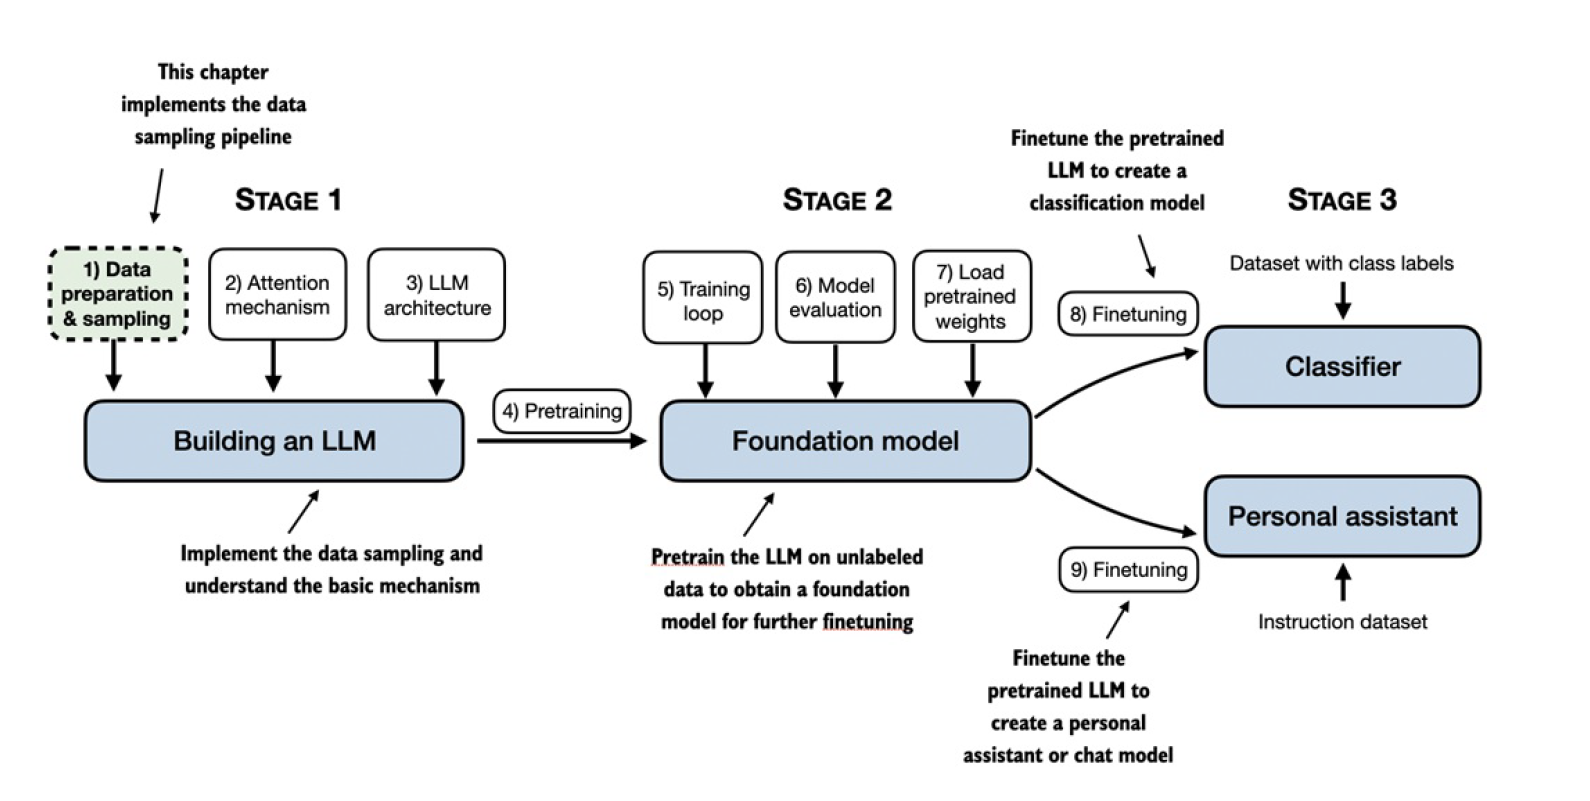 This chapter
implements the data
sampling pipeline
STAGE 1
1) Data
preparation
& sampling
2) Attention
mechanism
3) LLM
architecture
Building an LLM
Implement the data sampling and
understand the basic mechanism
4) Pretraining
STAGE 2
5) Training
loop
6) Model
evaluation
7) Load
pretrained
weights
Foundation model
Pretrain the LLM on unlabeled
data to obtain a foundation
model for further finetuning
Finetune the pretrained
LLM to create a
classification model
8) Finetuning
STAGE 3
Dataset with class labels
Classifier
Personal assistant
Instruction dataset
9) Finetuning
Finetune the
pretrained LLM to
create a personal
assistant or chat model